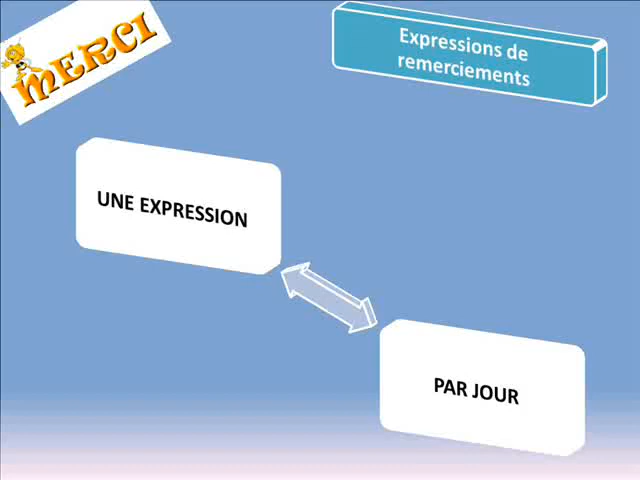 MERCI
Expressions de
remerciements
UNE EXPRESSION
PAR JOUR